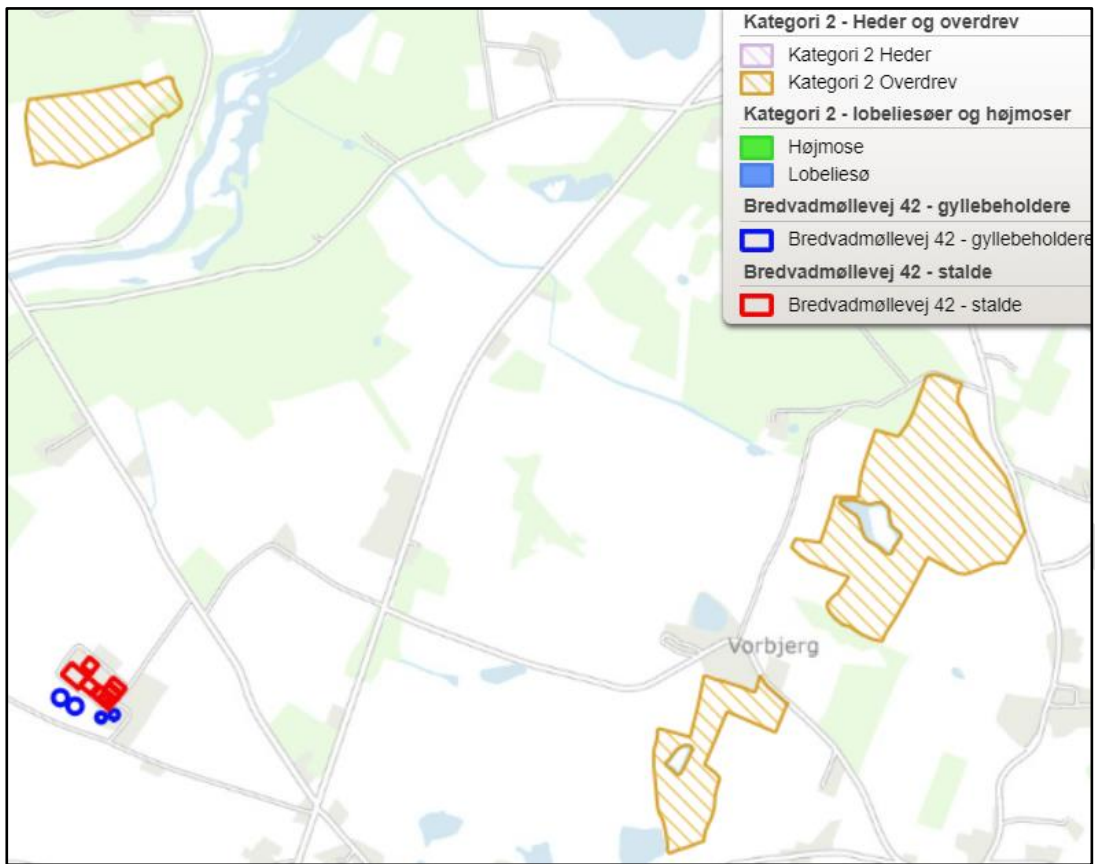 Kategori 2 - Heder og overdrev
Kategori 2 Heder
Kategori 2 Overdrev
Kategori 2 - lobeliesøer og højmoser
Højmose
Lobeliesø
Bredvadmøllevej 42 - gyllebeholdere
Bredvadmøllevej 42 - gyllebeholdere
Bredvadmøllevej 42 - stalde
Bredvadmøllevej 42 - stalde
Vorbjerg